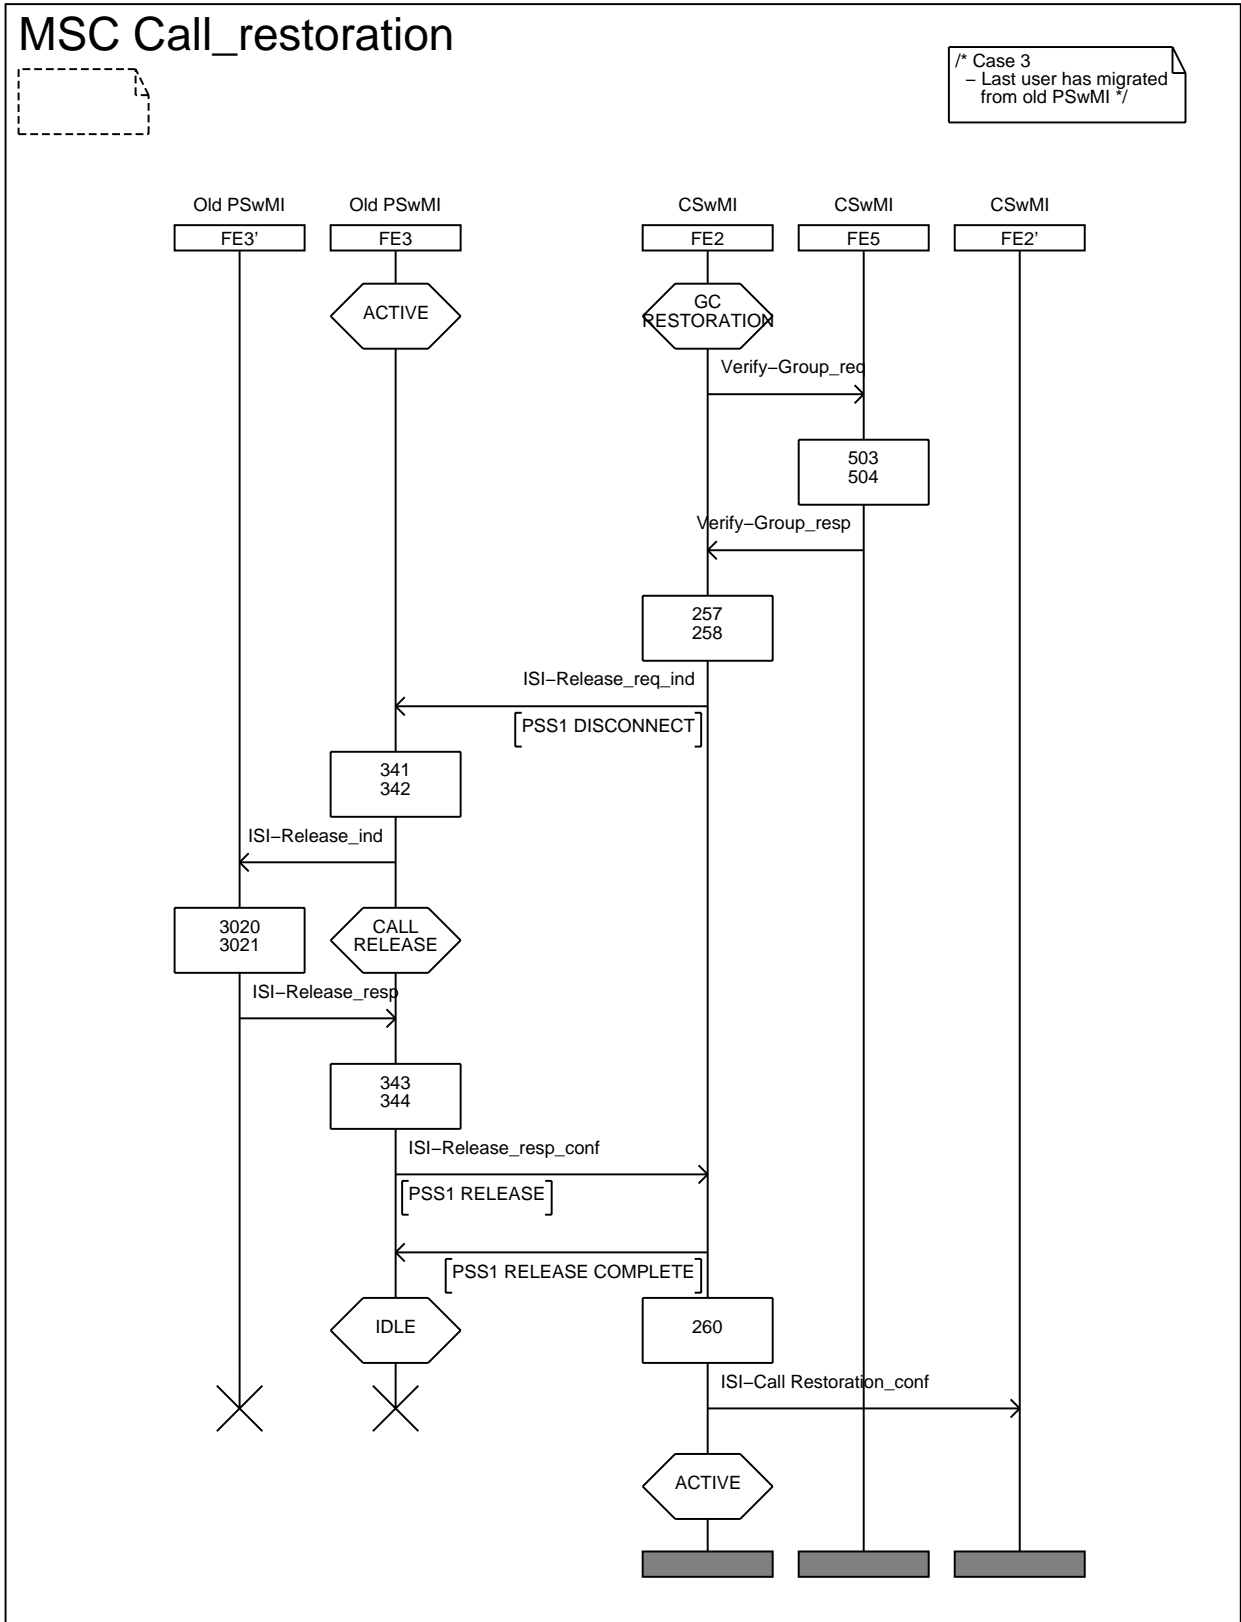 MSC Call_restoration
/* Case 3
– Last user has migrated
from old PSwMI */
Old PSwMI Old PSwMI CSwMI CSwMI CSwMI
FE3' FE3 FE2 FE5 FE2'
ACTIVE
GC
RESTORATION
Verify–Group_req
503
504
Verify–Group_resp
257
258
ISI–Release_req_ind
PSS1 DISCONNECT
341
342
ISI–Release_ind
3020
3021
CALL
RELEASE
ISI–Release_resp
343
344
ISI–Release_resp_conf
PSS1 RELEASE
PSS1 RELEASE COMPLETE
IDLE
260
ISI–Call Restoration_conf
ACTIVE